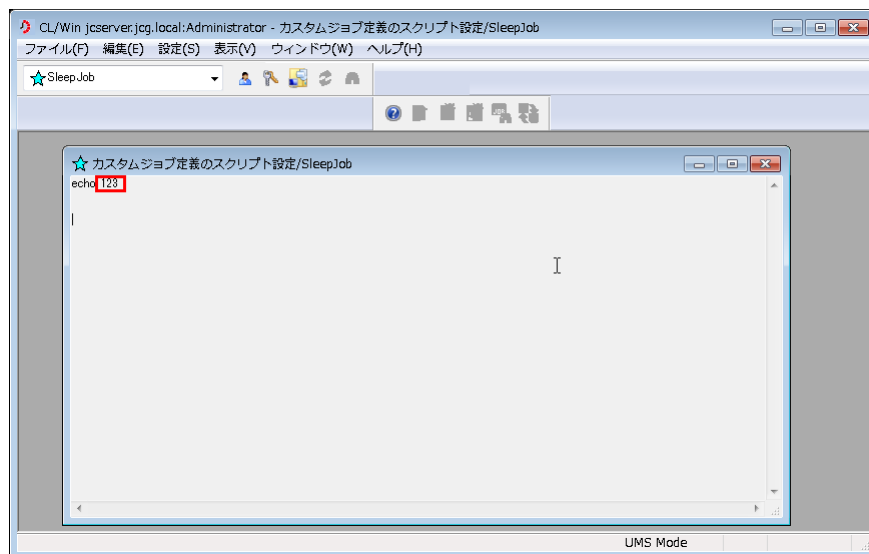 CL/Win jcserver.jcg.local:Administrator - カスタムジョブ定義のスクリプト設定/SleepJob
ファイル(F) 編集(E) 設定(S) 表示(V) ウィンドウ(W) ヘルプ(H)
SleepJob
カスタムジョブ定義のスクリプト設定/SleepJob
echo 123
UMS Mode